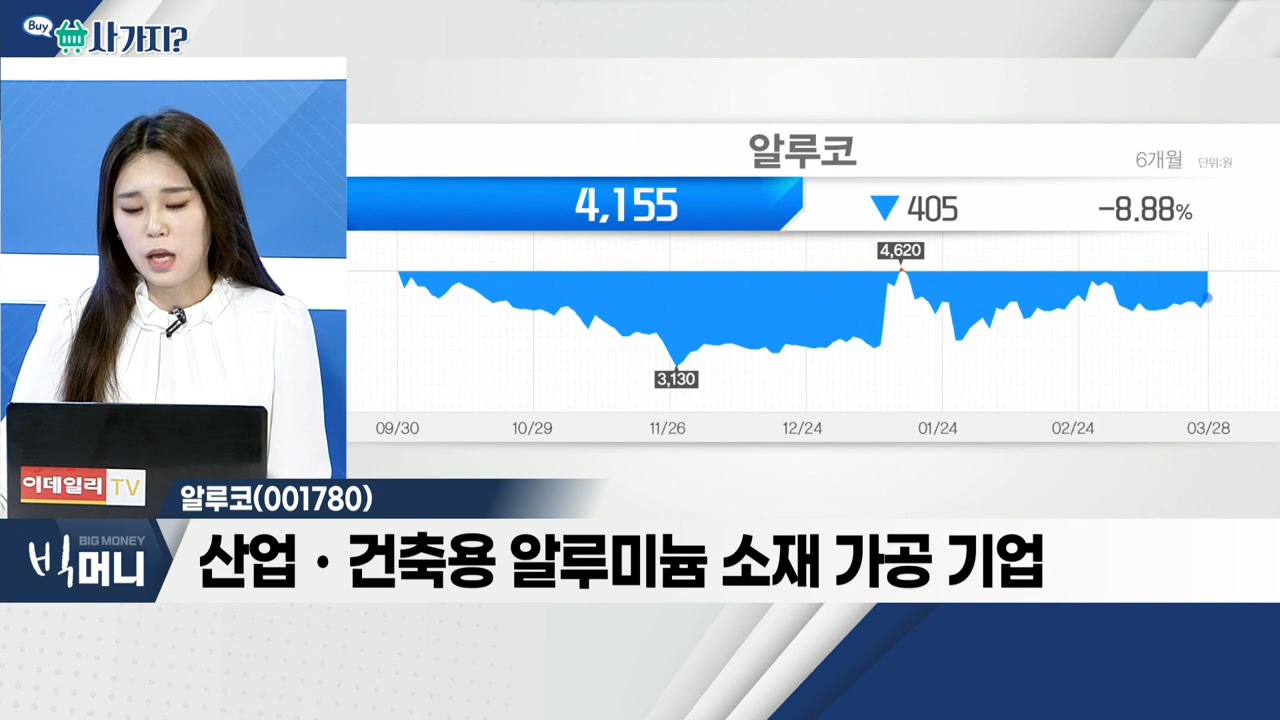 Buy
사 가지?
알루코
6개월 단위:원
4,155 ▼ 405 -8.88%
4,620
3,130
09/30 10/29 11/26 12/24 01/24 02/24 03/28
이데일리 TV
알루코(001780)
BIG MONEY
빅머니
산업·건축용 알루미늄 소재 가공 기업